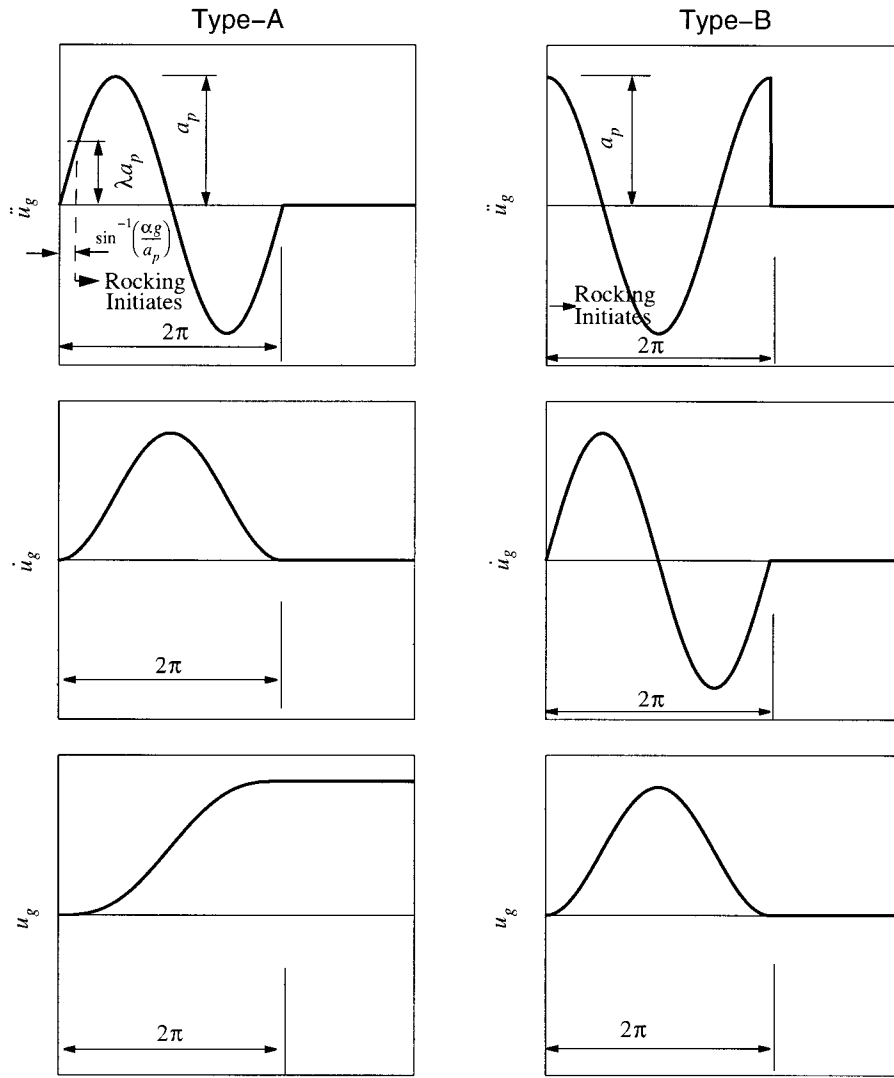 Type–A
Type–B
a_p
λa_p
ü_g
sin⁻¹(αg/a_p)
Rocking
Initiates
2π
a_p
ü_g
Rocking
Initiates
2π
u̇_g
2π
u̇_g
2π
u_g
2π
u_g
2π